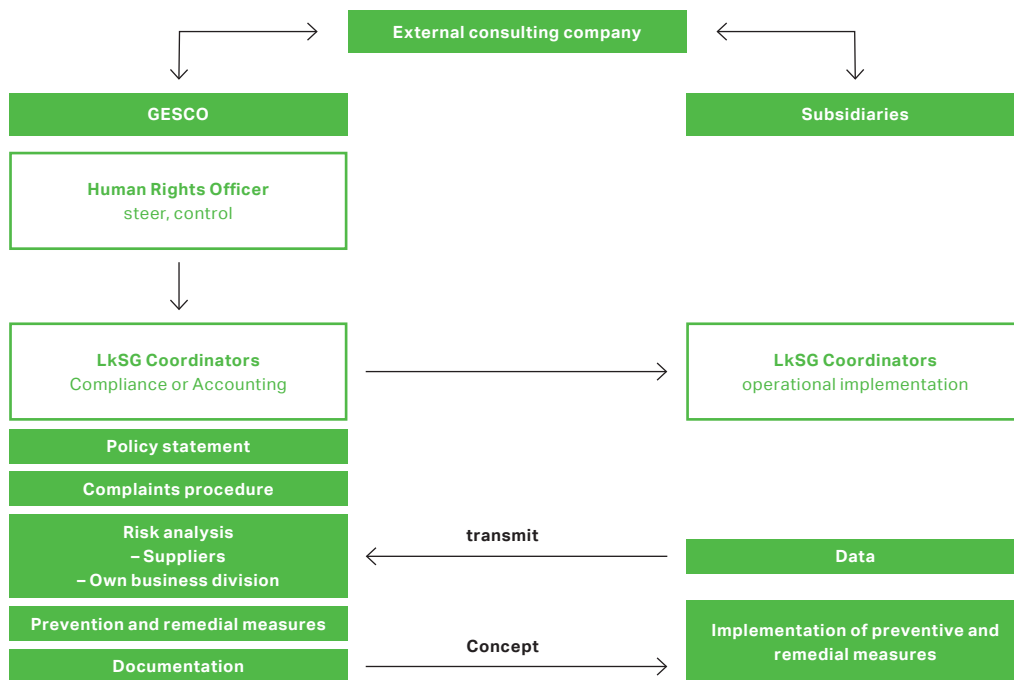 External consulting company
GESCO
Subsidiaries
Human Rights Officer
steer, control
LkSG Coordinators
Compliance or Accounting
LkSG Coordinators
operational implementation
Policy statement
Complaints procedure
Risk analysis
– Suppliers
– Own business division
transmit
Data
Prevention and remedial measures
Documentation
Concept
Implementation of preventive and
remedial measures